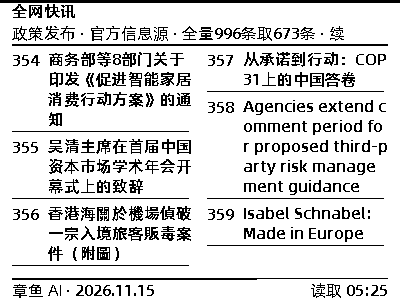 全网快讯
政策发布 · 官方信息源 · 全量996条取673条 · 续
354 商务部等8部门关于
印发《促进智能家居
消费行动方案》的通
知
355 吴清主席在首届中国
资本市场学术年会开
幕式上的致辞
356 香港海關於機場偵破
一宗入境旅客販毒案
件（附圖）
357 从承诺到行动：COP
31上的中国答卷
358 Agencies extend c
omment period fo
r proposed third-p
arty risk manage
ment guidance
359 Isabel Schnabel:
Made in Europe
章鱼 AI · 2026.11.15
读取 05:25